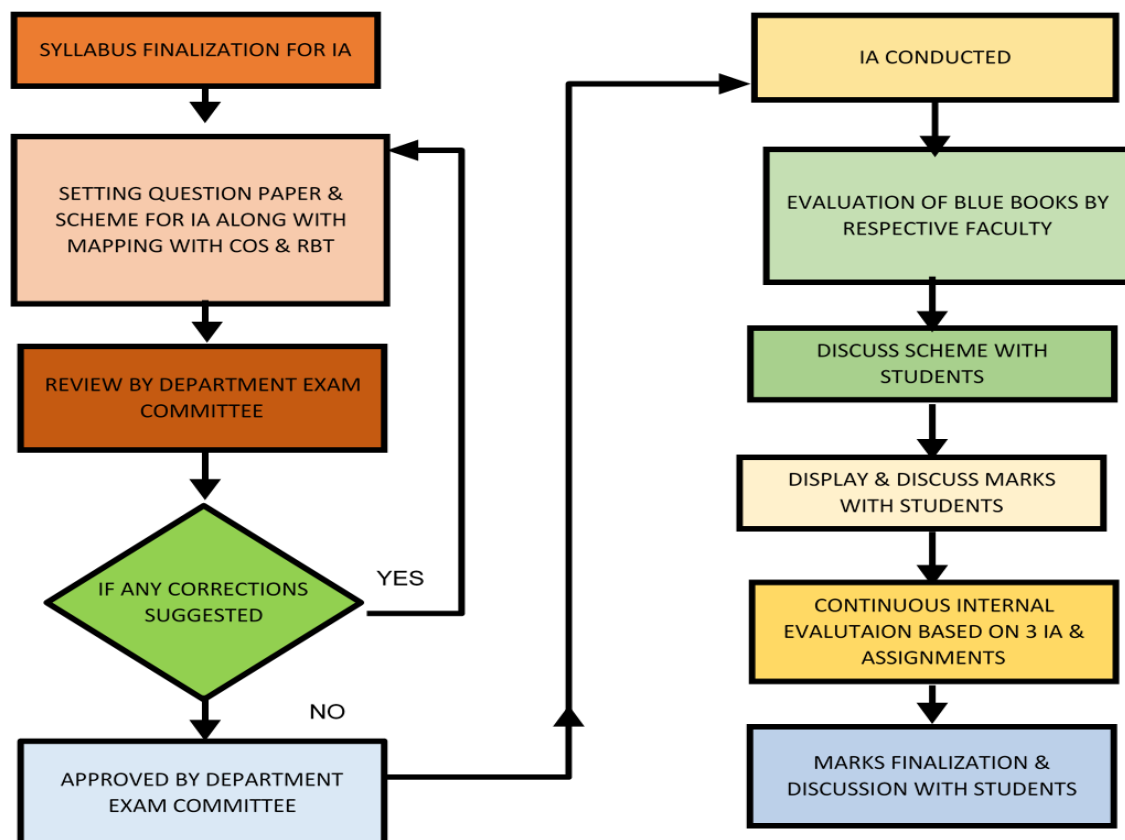 SYLLABUS FINALIZATION FOR IA
SETTING QUESTION PAPER &
SCHEME FOR IA ALONG WITH
MAPPING WITH COS & RBT
REVIEW BY DEPARTMENT EXAM
COMMITTEE
IF ANY CORRECTIONS
SUGGESTED
YES
NO
APPROVED BY DEPARTMENT
EXAM COMMITTEE
IA CONDUCTED
EVALUATION OF BLUE BOOKS BY
RESPECTIVE FACULTY
DISCUSS SCHEME WITH
STUDENTS
DISPLAY & DISCUSS MARKS
WITH STUDENTS
CONTINUOUS INTERNAL
EVALUTAION BASED ON 3 IA &
ASSIGNMENTS
MARKS FINALIZATION &
DISCUSSION WITH STUDENTS